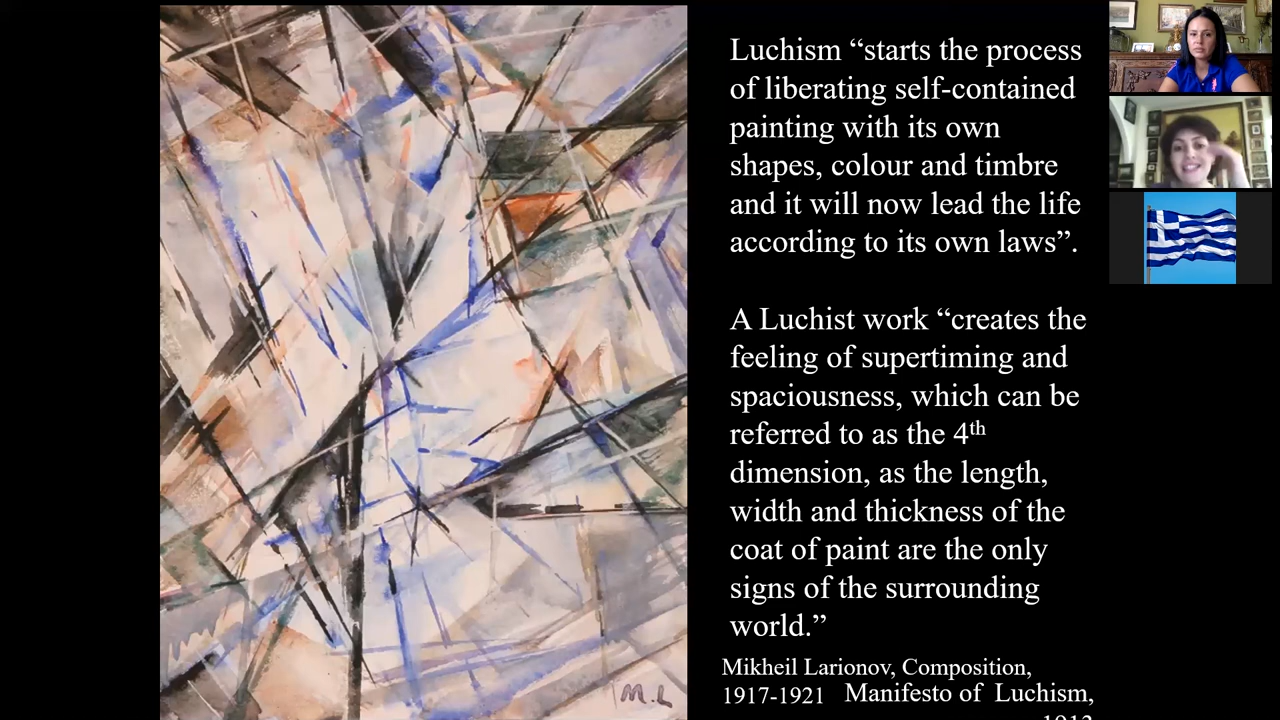 Luchism “starts the process
of liberating self-contained
painting with its own
shapes, colour and timbre
and it will now lead the life
according to its own laws”.
A Luchist work “creates the
feeling of supertiming and
spaciousness, which can be
referred to as the 4th
dimension, as the length,
width and thickness of the
coat of paint are the only
signs of the surrounding
world.”
Mikheil Larionov, Composition,
1917-1921
Manifesto of Luchism,
M.L